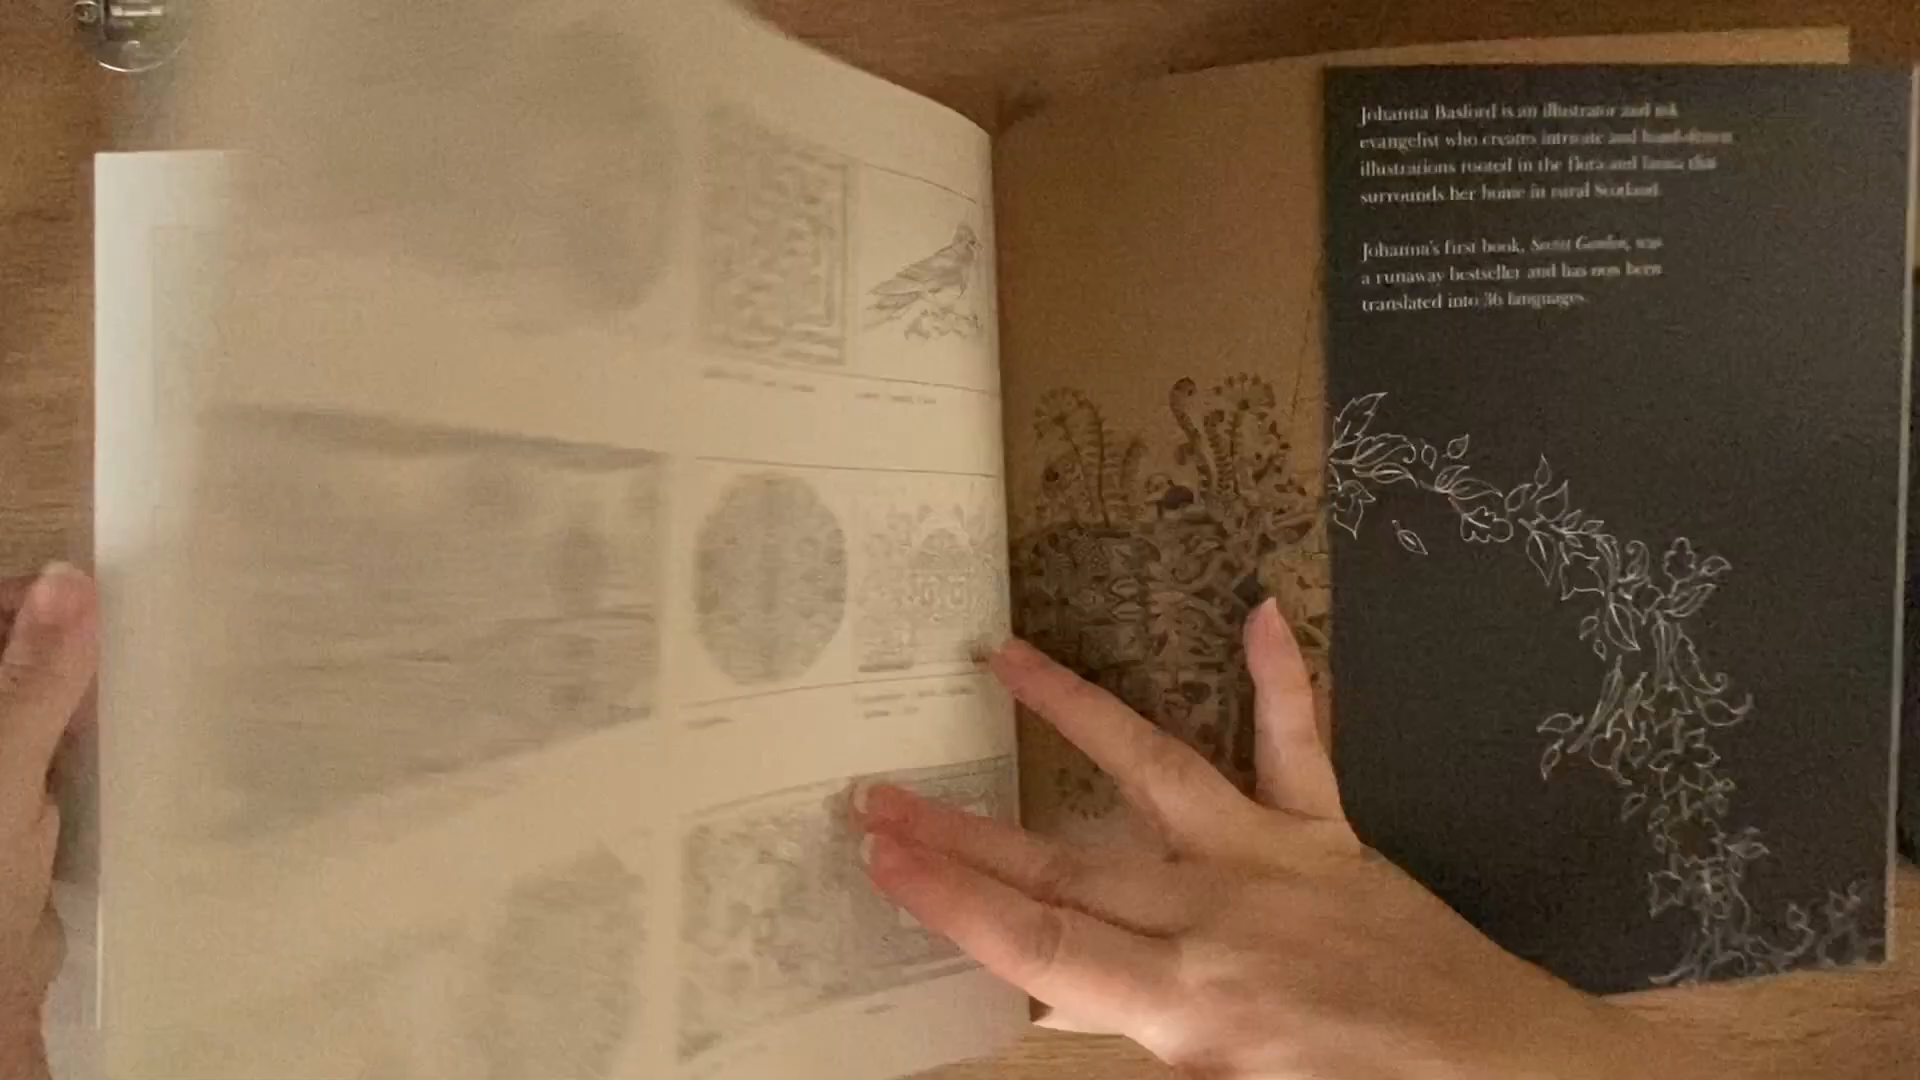 Johanna Basford is an illustrator and ink
evangelist who creates intricate and hand-drawn
illustrations rooted in the flora and fauna that
surrounds her home in rural Scotland.
Johanna's first book, Secret Garden, was
a runaway bestseller and has now been
translated into 36 languages.